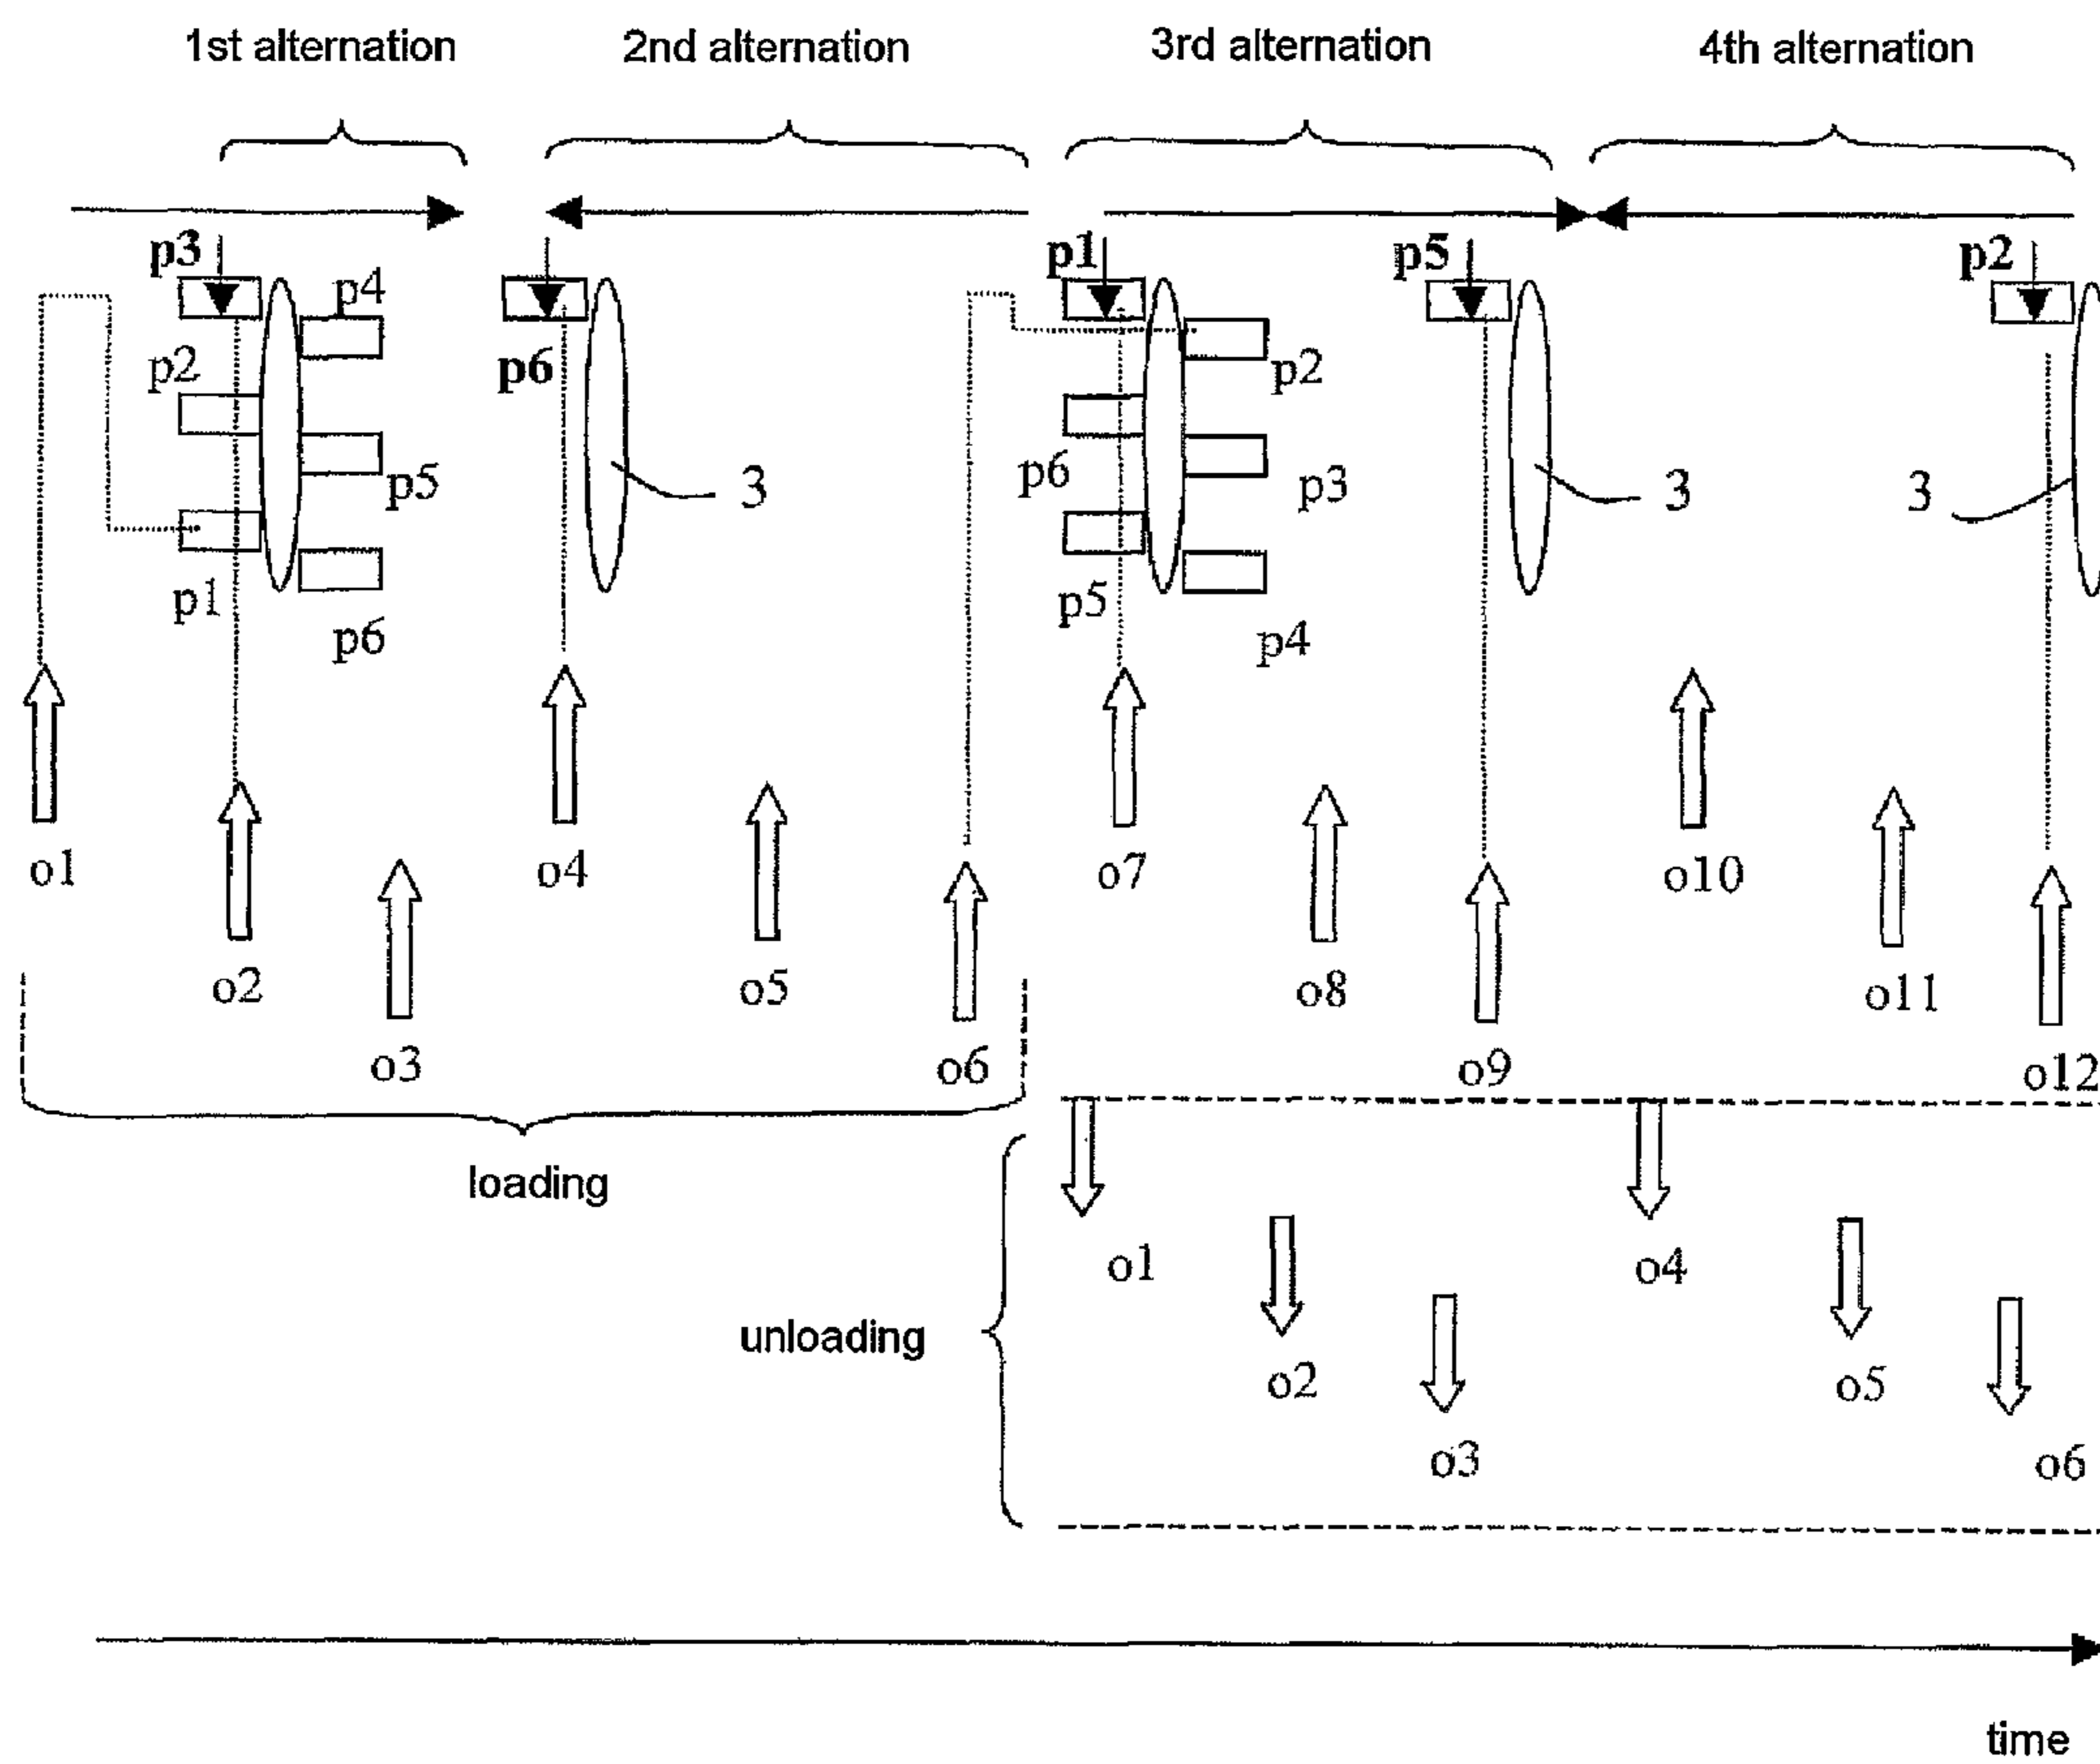 1st alternation 2nd alternation 3rd alternation 4th alternation
p3 p1 p5 p2
p4
p2 p6 p2
p5 3 p6 p3 3 3
p1 p5
p6 p4
o1 o4 o7 o10
o2 o5 o8 o11
o3 o6 o9 o12
loading
o1 o4
unloading
o2 o5
o3 o6
time